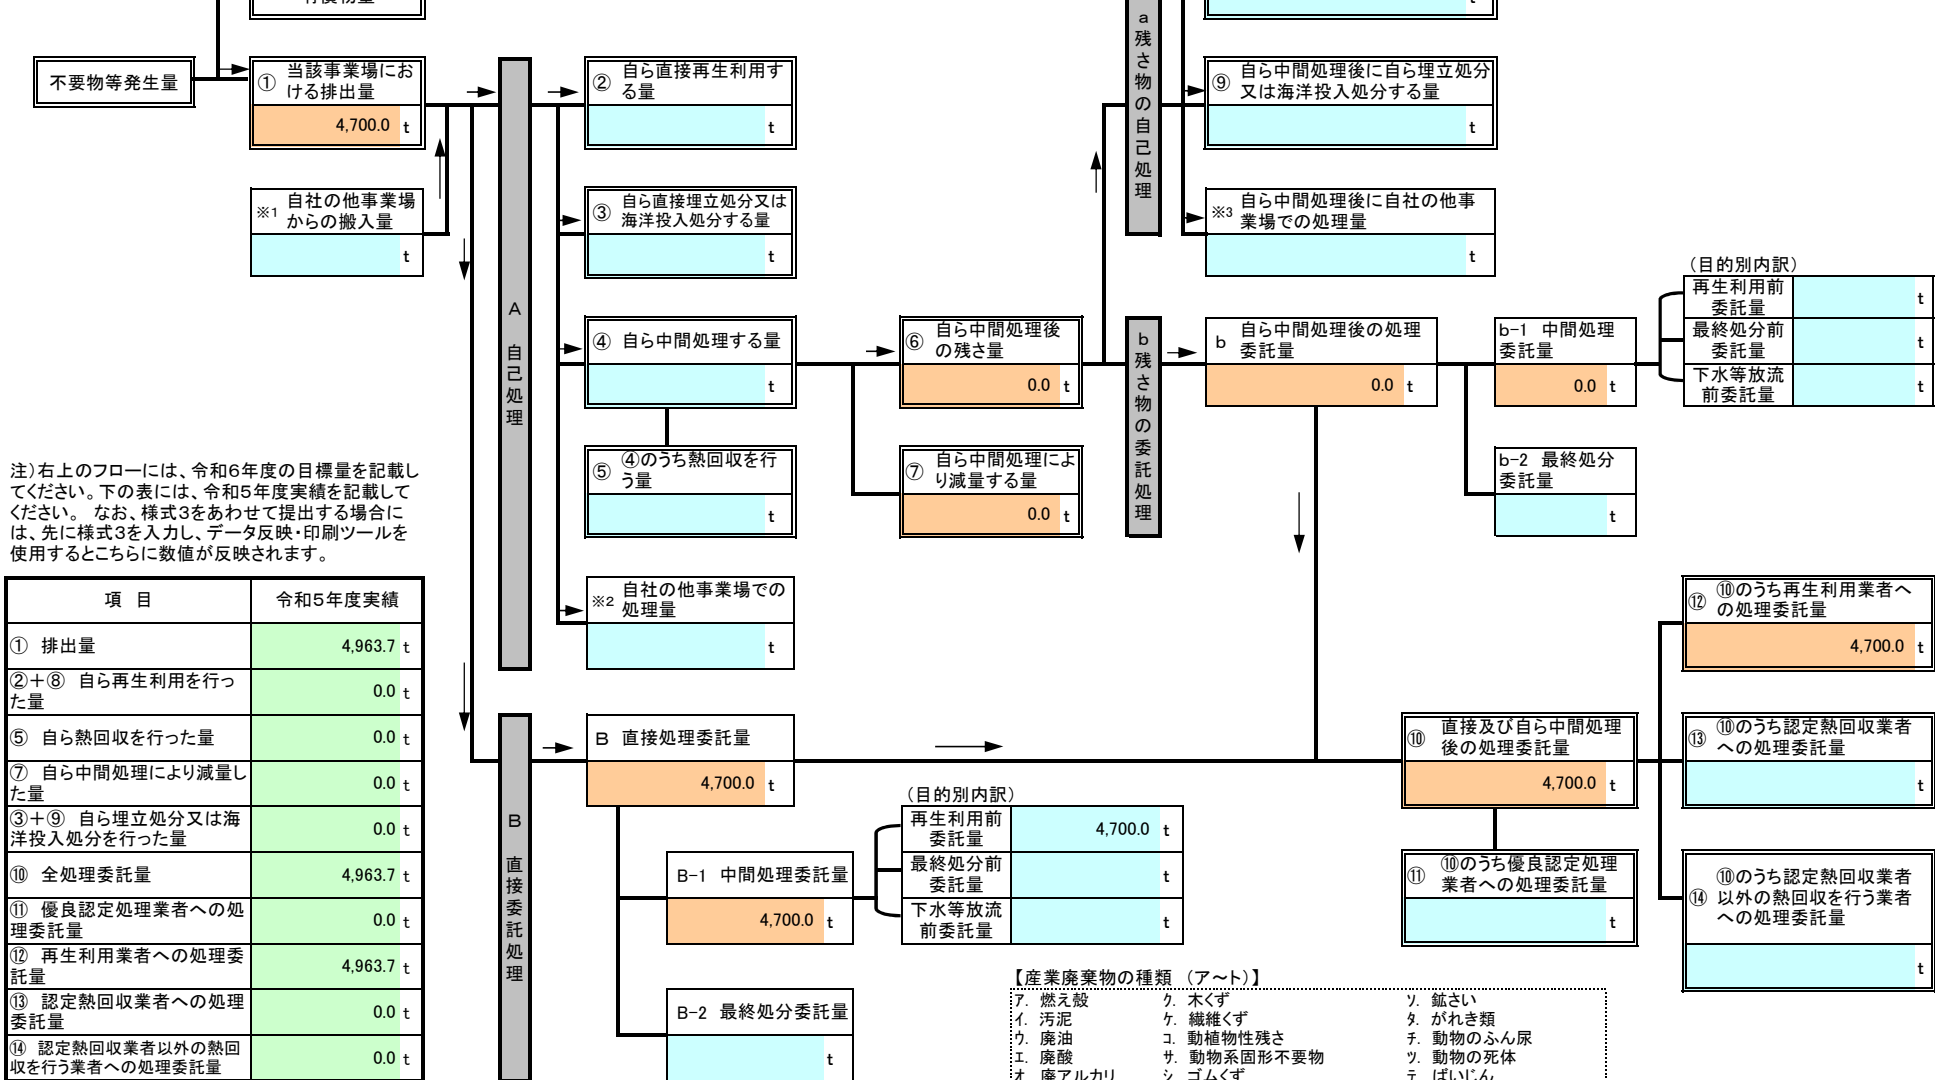 不要物等発生量
① 当該事業場にお
ける排出量
4,700.0 t
※1 自社の他事業場
からの搬入量
t
A 自己処理
② 自ら直接再生利用す
る量
t
③ 自ら直接埋立処分又は
海洋投入処分する量
t
④ 自ら中間処理する量
t
⑤ ④のうち熱回収を行
う量
t
※2 自社の他事業場での
処理量
t
⑥ 自ら中間処理後
の残さ量
0.0 t
⑦ 自ら中間処理によ
り減量する量
0.0 t
a 残さ物の自己処理
t
⑨ 自ら中間処理後に自ら埋立処分
又は海洋投入処分する量
t
※3 自ら中間処理後に自社の他事
業場での処理量
t
b 残さ物の委託処理
b 自ら中間処理後の処理
委託量
0.0 t
b-1 中間処理
委託量
0.0 t
(目的別内訳)
再生利用前
委託量
t
最終処分前
委託量
t
下水等放流
前委託量
t
b-2 最終処分
委託量
t
注)右上のフローには、令和6年度の目標量を記載し
てください。下の表には、令和5年度実績を記載して
ください。 なお、様式3をあわせて提出する場合に
は、先に様式3を入力し、データ反映・印刷ツールを
使用するとこちらに数値が反映されます。
項 目 令和5年度実績
① 排出量 4,963.7 t
②+⑧ 自ら再生利用を行っ
た量 0.0 t
⑤ 自ら熱回収を行った量 0.0 t
⑦ 自ら中間処理により減量し
た量 0.0 t
③+⑨ 自ら埋立処分又は海
洋投入処分を行った量 0.0 t
⑩ 全処理委託量 4,963.7 t
⑪ 優良認定処理業者への処
理委託量 0.0 t
⑫ 再生利用業者への処理委
託量 4,963.7 t
⑬ 認定熱回収業者への処理
委託量 0.0 t
⑭ 認定熱回収業者以外の熱回
収を行う業者への処理委託量 0.0 t
B 直接委託処理
B 直接処理委託量
4,700.0 t
B-1 中間処理委託量
4,700.0 t
(目的別内訳)
再生利用前
委託量
4,700.0 t
最終処分前
委託量
t
下水等放流
前委託量
t
B-2 最終処分委託量
t
⑩ 直接及び自ら中間処理
後の処理委託量
4,700.0 t
⑪ ⑩のうち優良認定処理
業者への処理委託量
t
⑫ ⑩のうち再生利用業者へ
の処理委託量
4,700.0 t
⑬ ⑩のうち認定熱回収業者
への処理委託量
t
⑭ ⑩のうち認定熱回収業者
以外の熱回収を行う業者
への処理委託量
t
【産業廃棄物の種類 (ア～ト)】
ア. 燃え殻 ク. 木くず ソ. 鉱さい
イ. 汚泥 ケ. 繊維くず タ. がれき類
ウ. 廃油 コ. 動植物性残さ チ. 動物のふん尿
エ. 廃酸 サ. 動物系固形不要物 ツ. 動物の死体
オ. 廃アルカリ シ. ゴムくず テ. ばいじん